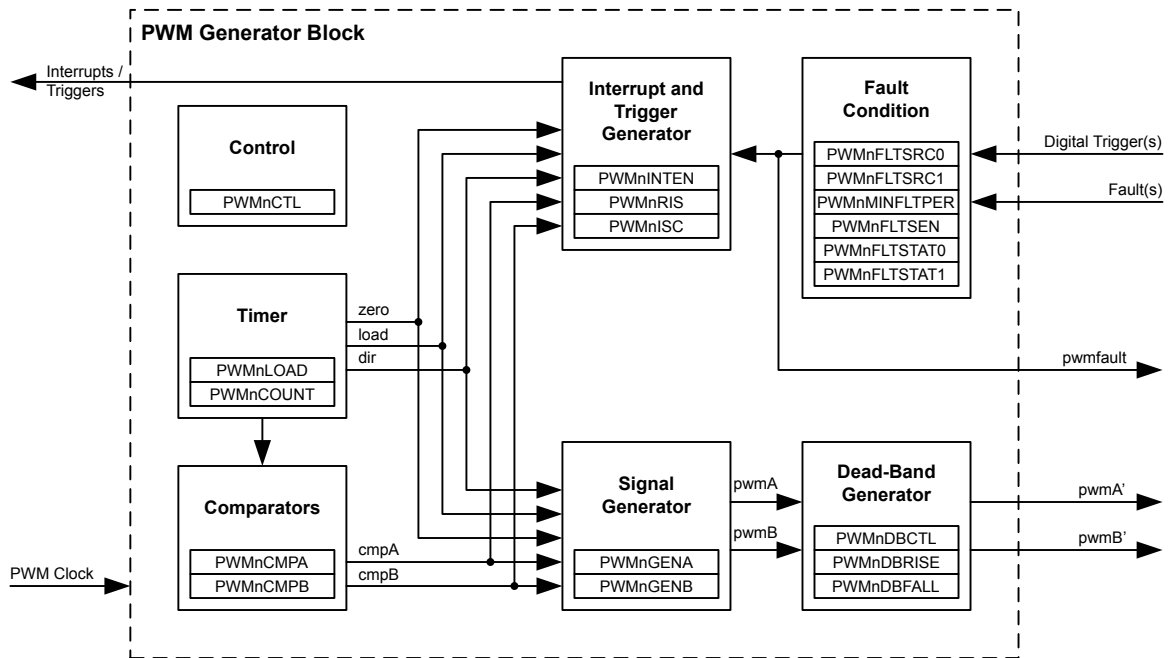 PWM Generator Block
Interrupts /
Triggers
Control
PWMnCTL
Interrupt and
Trigger
Generator
PWMnINTEN
PWMnRIS
PWMnISC
Fault
Condition
PWMnFLTSRC0
PWMnFLTSRC1
PWMnMINFLTPER
PWMnFLTSEN
PWMnFLTSTAT0
PWMnFLTSTAT1
Digital Trigger(s)
Fault(s)
Timer
PWMnLOAD
PWMnCOUNT
zero
load
dir
pwmfault
Comparators
PWMnCMPA
PWMnCMPB
cmpA
cmpB
PWM Clock
Signal
Generator
PWMnGENA
PWMnGENB
pwmA
pwmB
Dead-Band
Generator
PWMnDBCTL
PWMnDBRISE
PWMnDBFALL
pwmA’
pwmB’